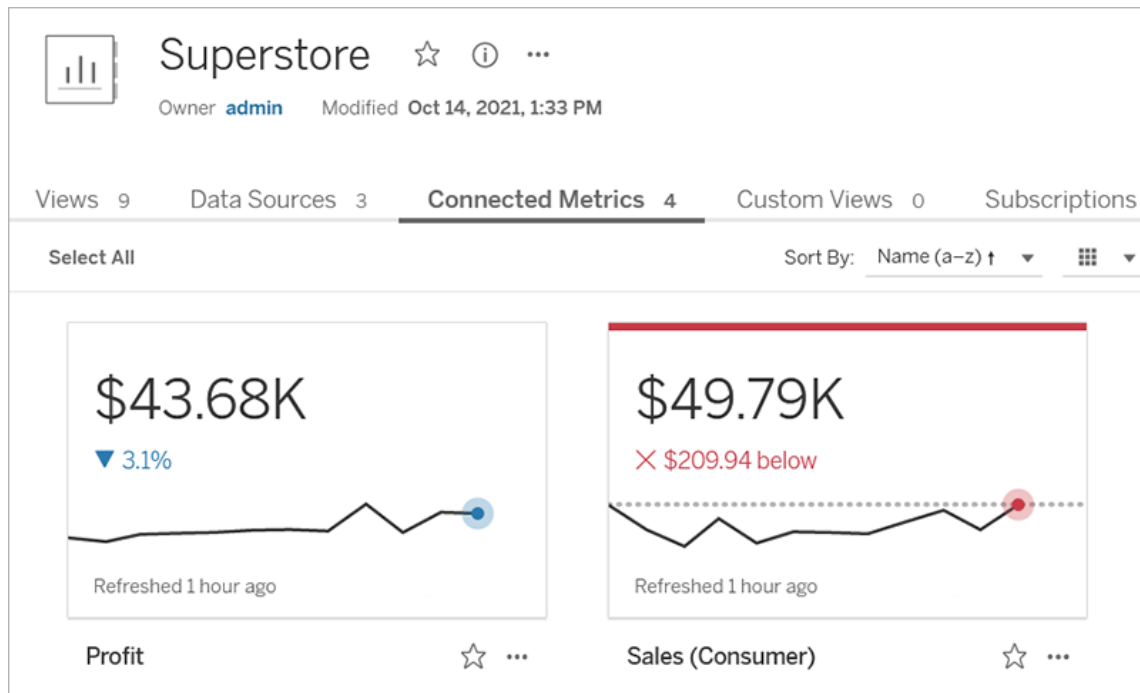 Superstore
Owner admin Modified Oct 14, 2021, 1:33 PM
Views 9 Data Sources 3 Connected Metrics 4 Custom Views 0 Subscriptions
Select All Sort By: Name (a–z)
$43.68K
3.1%
Refreshed 1 hour ago
Profit
$49.79K
$209.94 below
Refreshed 1 hour ago
Sales (Consumer)